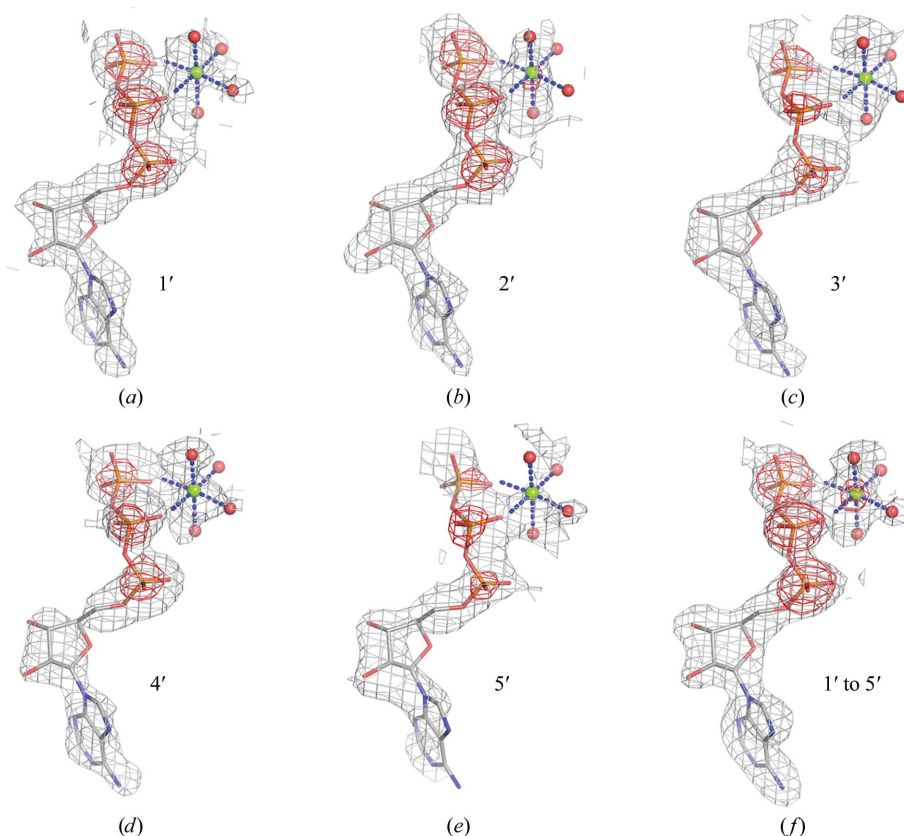 1′
2′
3′
(a)
(b)
(c)
4′
5′
1′ to 5′
(d)
(e)
(f)